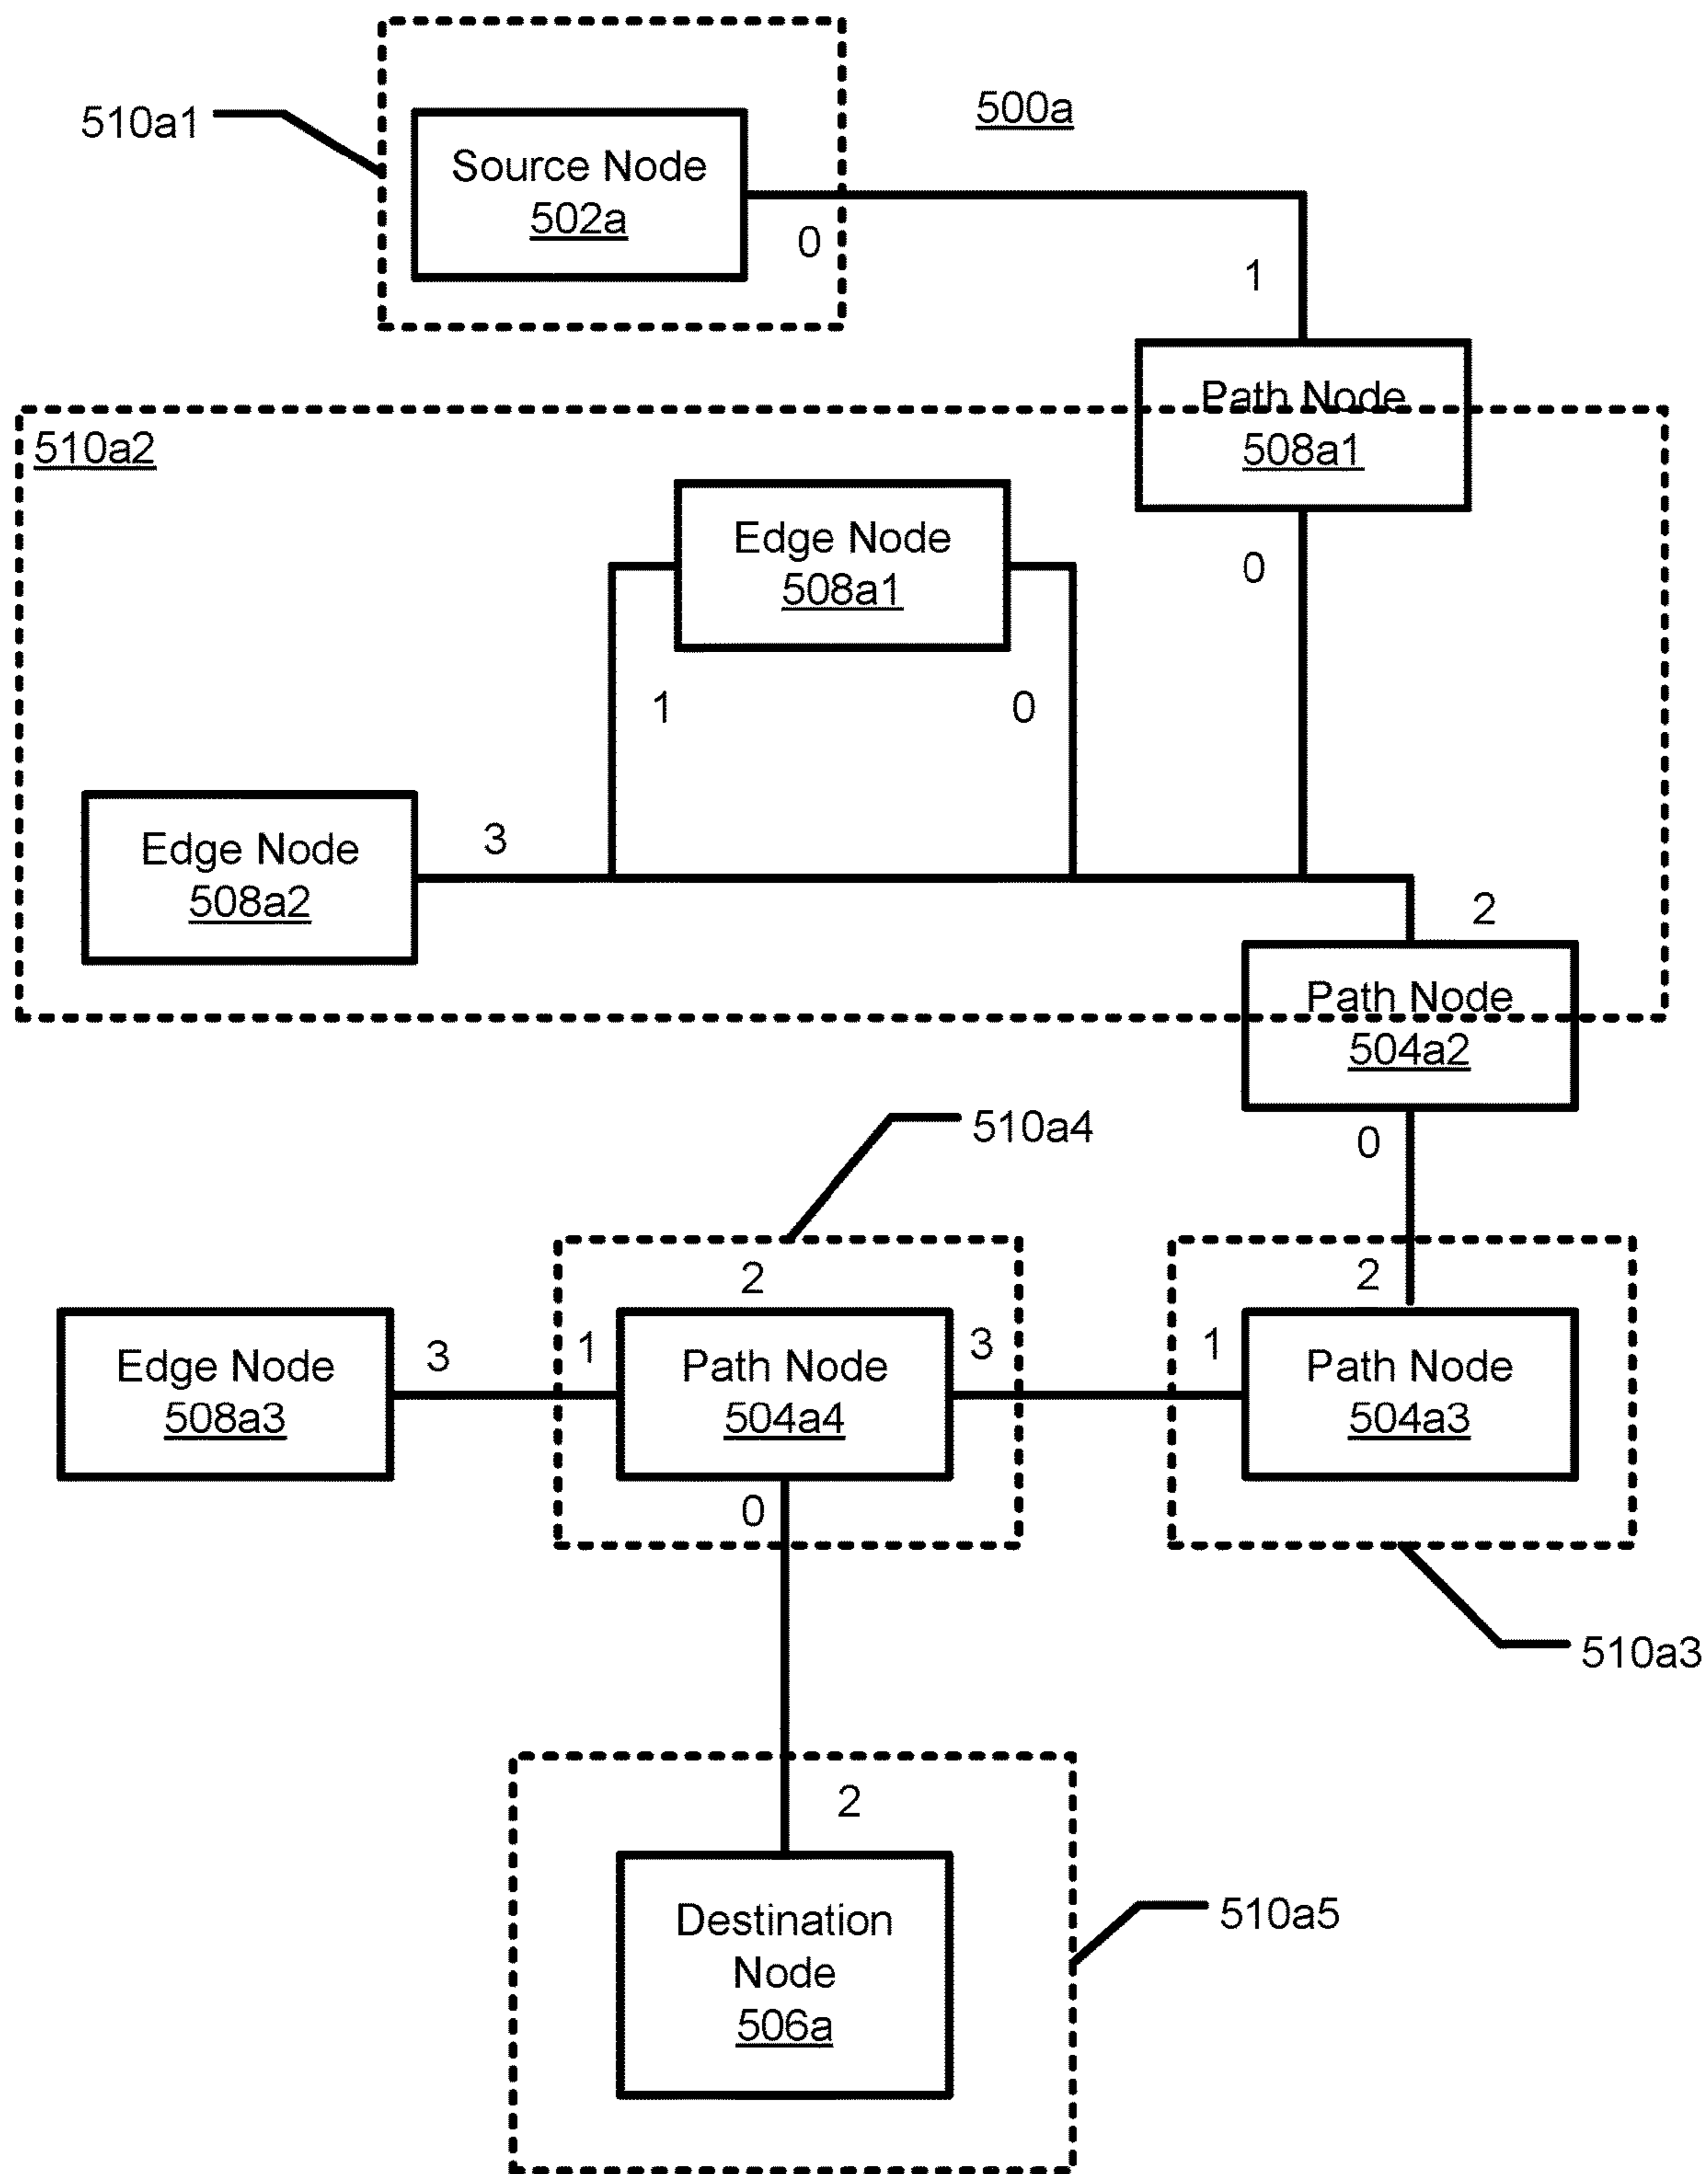 500a
510a1
Source Node
502a
0
1
Path Node
508a1
510a2
Edge Node
508a1
0
1
0
3
Edge Node
508a2
2
Path Node
504a2
0
510a4
2
2
Edge Node
508a3
3
1
Path Node
504a4
3
1
Path Node
504a3
0
510a3
2
Destination
Node
506a
510a5